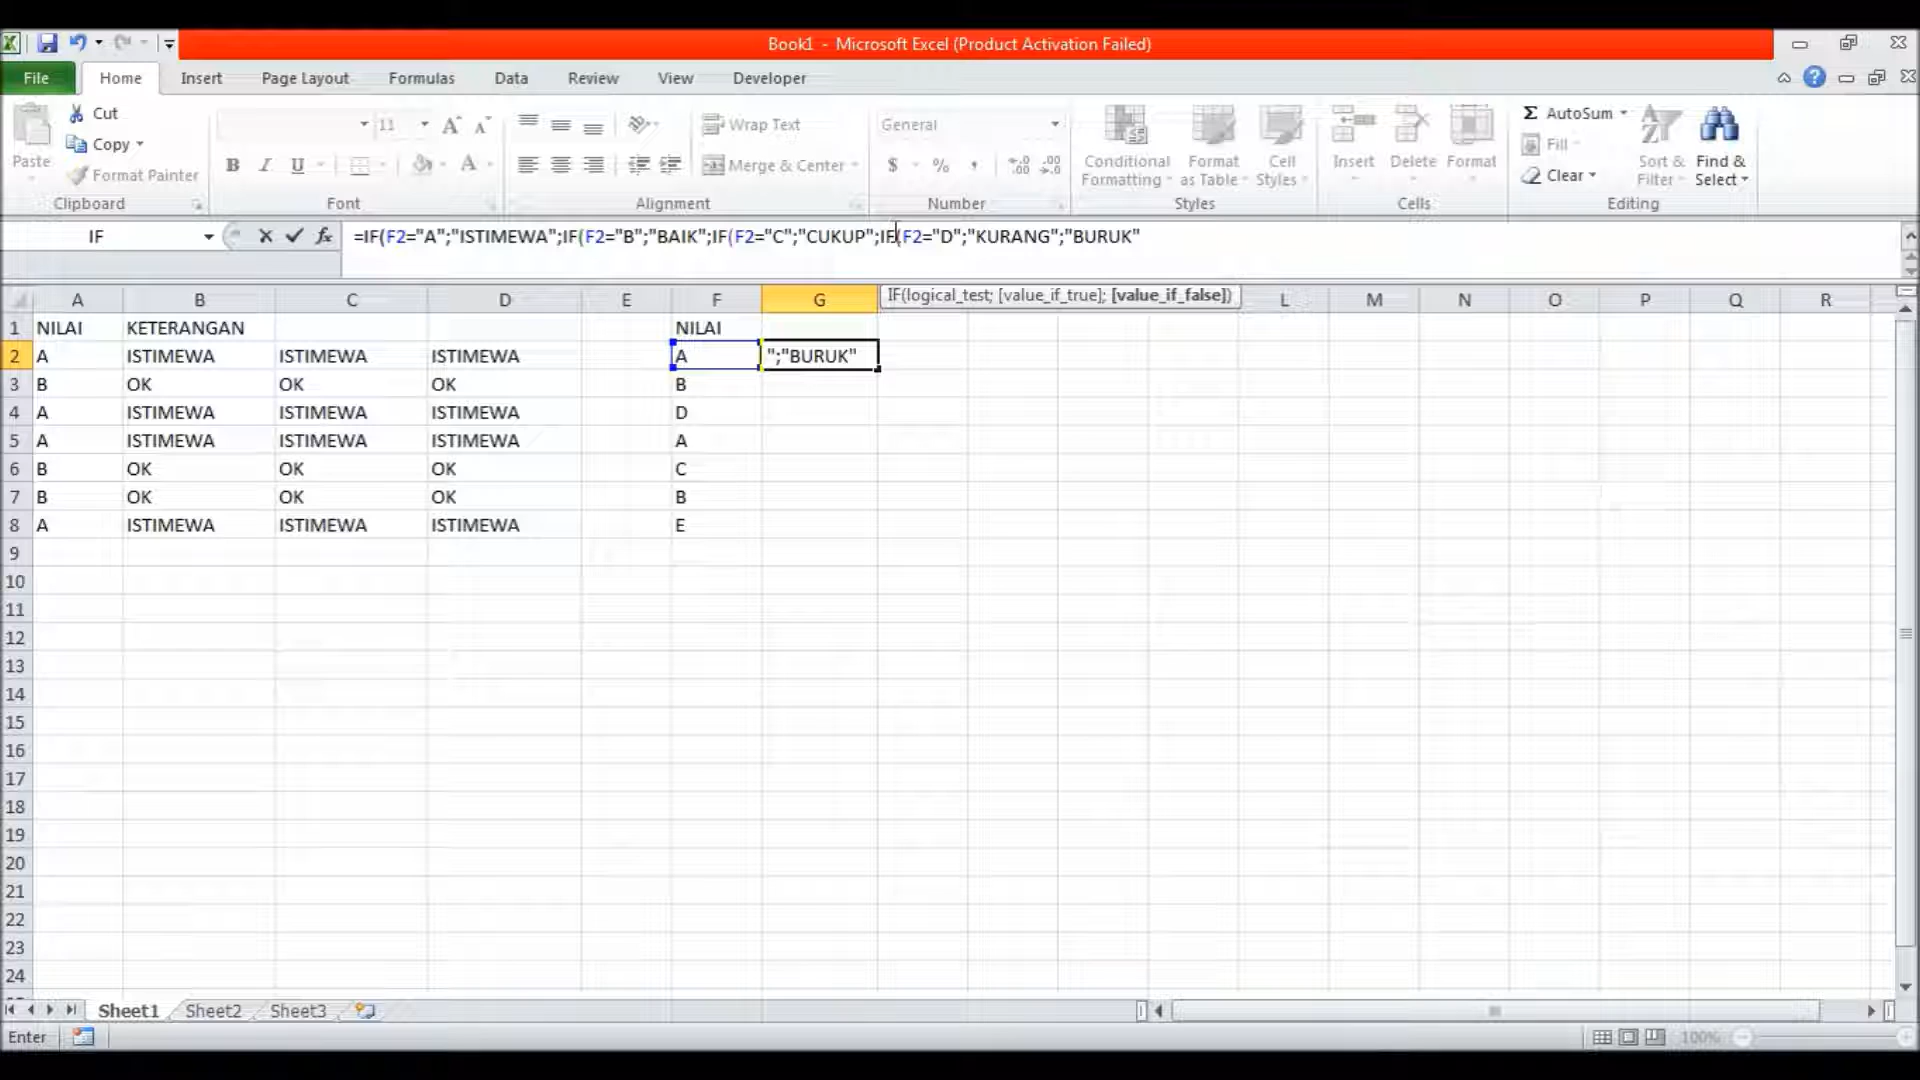 Book1 - Microsoft Excel (Product Activation Failed)
File Home Insert Page Layout Formulas Data Review View Developer
Paste Cut Copy Format Painter Clipboard
11 A A B I U A Font
Wrap Text Merge & Center Alignment
General $ % , .00 Number
Conditional Formatting Format as Table Cell Styles Styles
Insert Delete Format Cells
Σ AutoSum Fill Clear Sort & Filter Find & Select Editing
IF fx =IF(F2="A";"ISTIMEWA";IF(F2="B";"BAIK";IF(F2="C";"CUKUP";IF(F2="D";"KURANG";"BURUK"
IF(logical_test; [value_if_true]; [value_if_false])
A B C D E F G L M N O P Q R
1 NILAI KETERANGAN NILAI
2 A ISTIMEWA ISTIMEWA ISTIMEWA A ";"BURUK"
3 B OK OK OK B
4 A ISTIMEWA ISTIMEWA ISTIMEWA D
5 A ISTIMEWA ISTIMEWA ISTIMEWA A
6 B OK OK OK C
7 B OK OK OK B
8 A ISTIMEWA ISTIMEWA ISTIMEWA E
9
10
11
12
13
14
15
16
17
18
19
20
21
22
23
24
Sheet1 Sheet2 Sheet3
Enter 100%